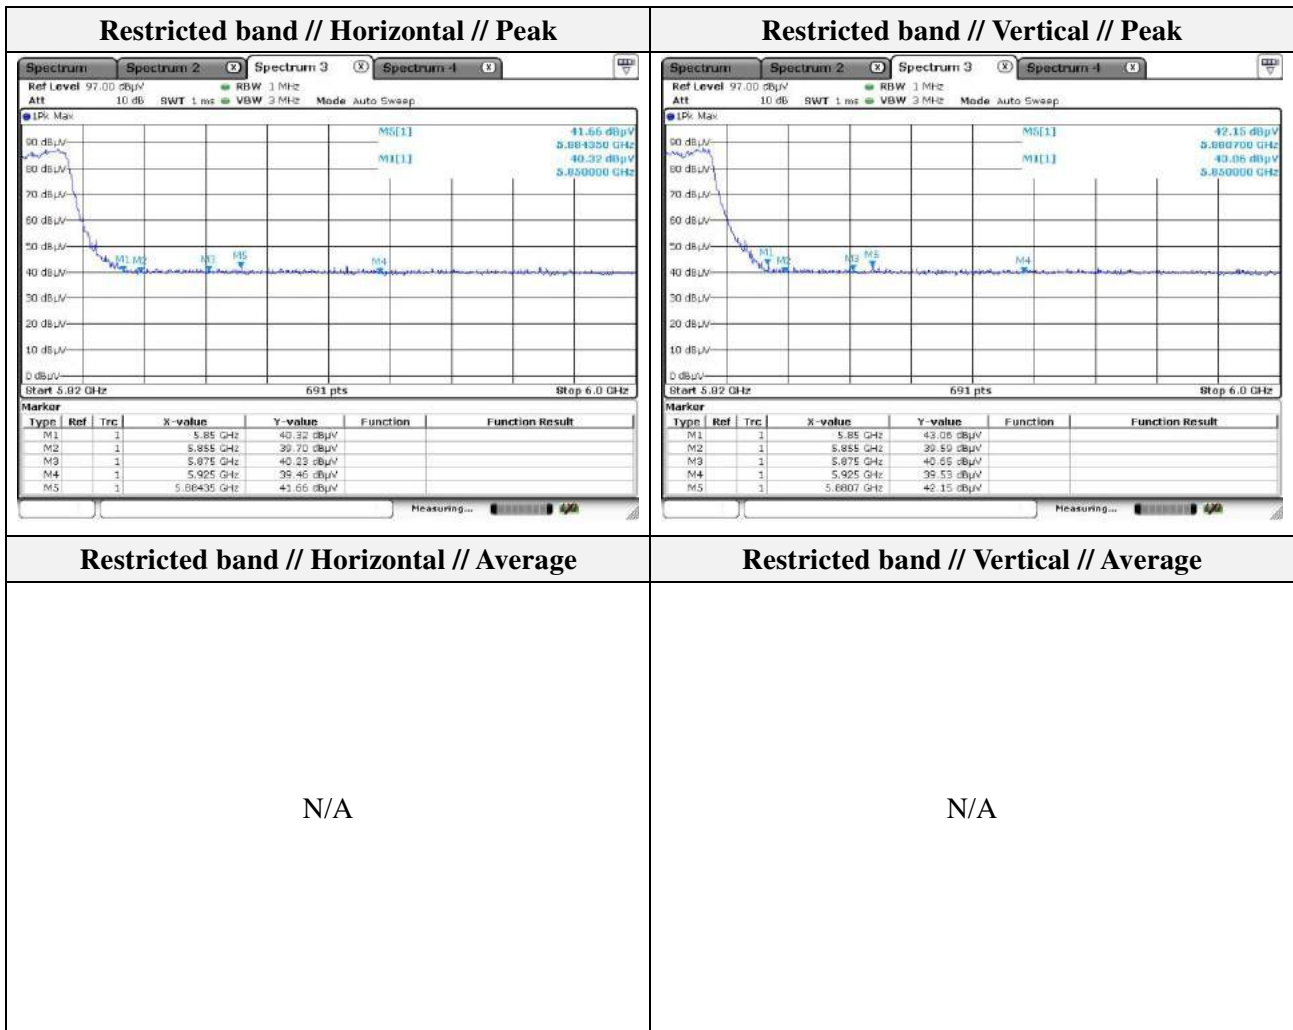 Restricted band // Horizontal // Peak
Restricted band // Vertical // Peak
Spectrum Spectrum 2 Spectrum 3 Spectrum 4
Ref Level 97.00 dBµV RBW 1 MHz
Att 10 dB SWT 1 ms VBW 3 MHz Mode Auto Sweep
1Pk Max
M5[1] 41.66 dBµV
5.884350 GHz
M1[1] 40.32 dBµV
5.850000 GHz
90 dBµV
80 dBµV
70 dBµV
60 dBµV
50 dBµV
40 dBµV
30 dBµV
20 dBµV
10 dBµV
0 dBµV
M1 M2 M3 M5 M4
Start 5.82 GHz 691 pts Stop 6.0 GHz
Marker
Type Ref Trc X-value Y-value Function Function Result
M1 1 5.85 GHz 40.32 dBµV
M2 1 5.855 GHz 39.70 dBµV
M3 1 5.875 GHz 40.23 dBµV
M4 1 5.925 GHz 39.46 dBµV
M5 1 5.88435 GHz 41.66 dBµV
Measuring...
Spectrum Spectrum 2 Spectrum 3 Spectrum 4
Ref Level 97.00 dBµV RBW 1 MHz
Att 10 dB SWT 1 ms VBW 3 MHz Mode Auto Sweep
1Pk Max
M5[1] 42.15 dBµV
5.880700 GHz
M1[1] 43.06 dBµV
5.850000 GHz
90 dBµV
80 dBµV
70 dBµV
60 dBµV
50 dBµV
40 dBµV
30 dBµV
20 dBµV
10 dBµV
0 dBµV
M1 M2 M3 M5 M4
Start 5.82 GHz 691 pts Stop 6.0 GHz
Marker
Type Ref Trc X-value Y-value Function Function Result
M1 1 5.85 GHz 43.06 dBµV
M2 1 5.855 GHz 39.59 dBµV
M3 1 5.875 GHz 40.65 dBµV
M4 1 5.925 GHz 39.53 dBµV
M5 1 5.8807 GHz 42.15 dBµV
Measuring...
Restricted band // Horizontal // Average
Restricted band // Vertical // Average
N/A
N/A